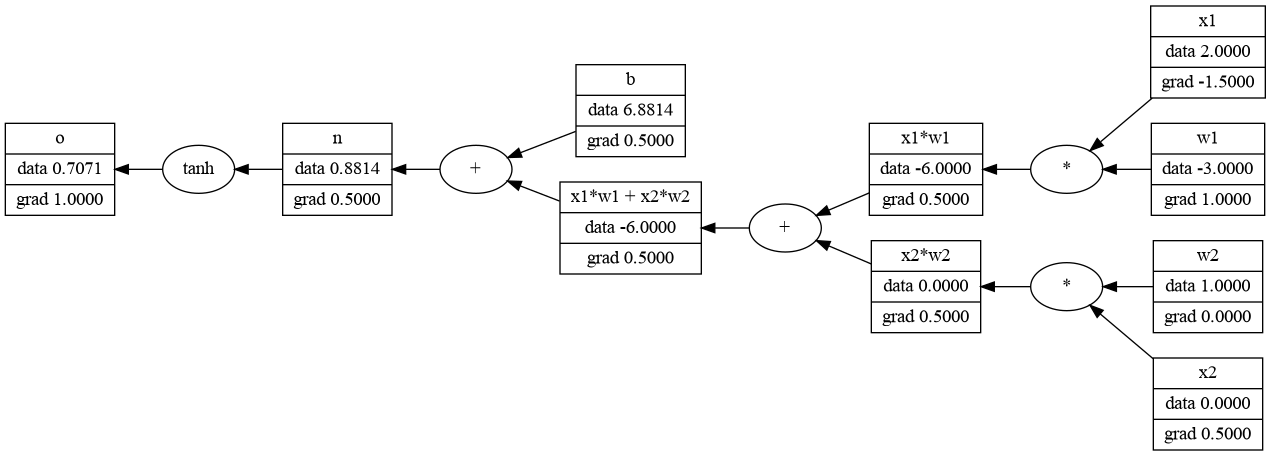 o
data 0.7071
grad 1.0000
tanh
n
data 0.8814
grad 0.5000
+
b
data 6.8814
grad 0.5000
x1*w1 + x2*w2
data -6.0000
grad 0.5000
+
x1*w1
data -6.0000
grad 0.5000
x2*w2
data 0.0000
grad 0.5000
*
*
x1
data 2.0000
grad -1.5000
w1
data -3.0000
grad 1.0000
w2
data 1.0000
grad 0.0000
x2
data 0.0000
grad 0.5000